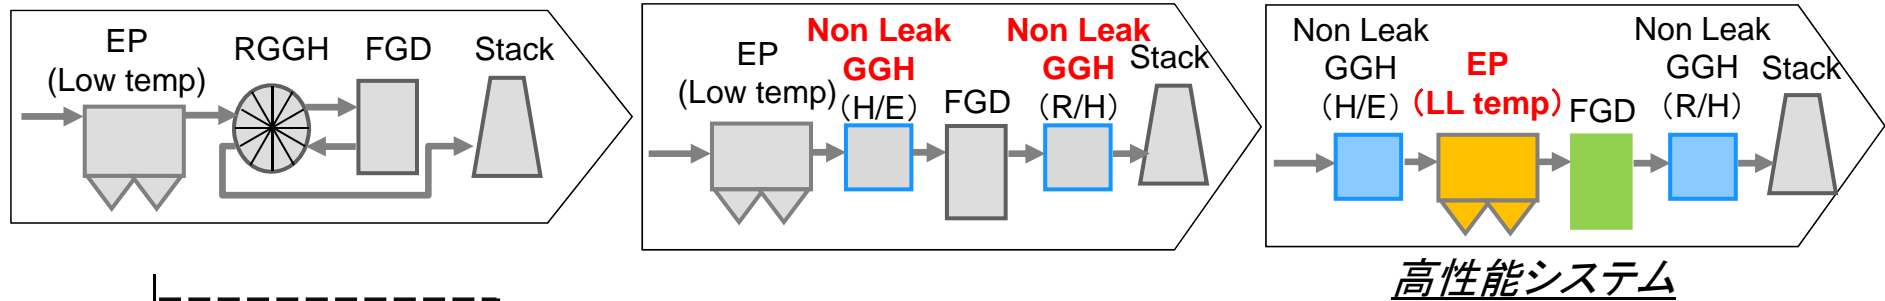 EP
(Low temp)
RGGH
FGD
Stack
EP
(Low temp)
Non Leak
GGH
（H/E）
FGD
Non Leak
GGH
（R/H）
Stack
Non Leak
GGH
（H/E）
EP
（LL temp）
FGD
Non Leak
GGH
（R/H）
Stack
高性能システム